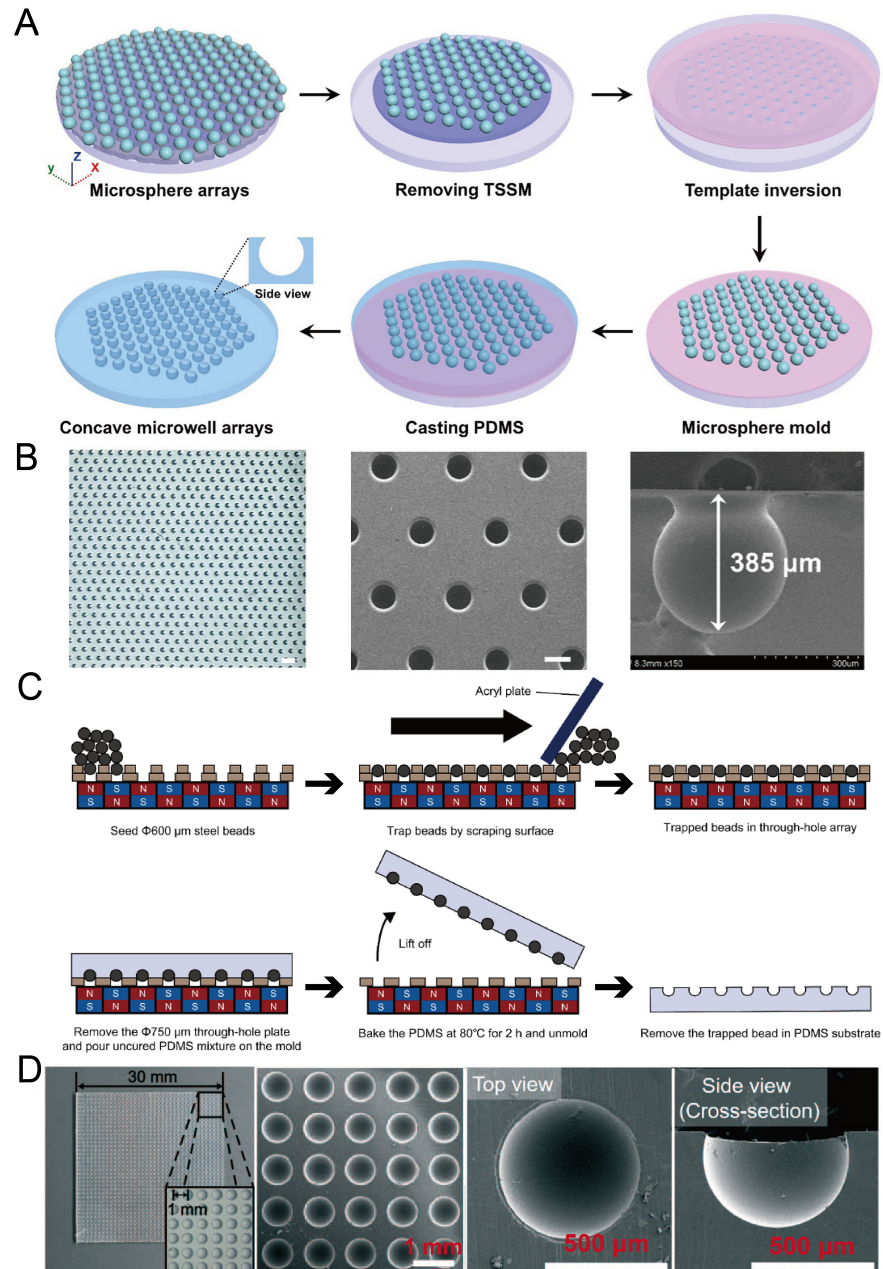 A
y
Z
X
Microsphere arrays
Removing TSSM
Template inversion
Side view
Concave microwell arrays
Casting PDMS
Microsphere mold
B
385 μm
8.3mm x150
300um
C
Acryl plate
N S N S N S N S
S N S N S N S N
N S N S N S N S
S N S N S N S N
N S N S N S N S
S N S N S N S N
Seed Φ600 μm steel beads
Trap beads by scraping surface
Trapped beads in through-hole array
Lift off
N S N S N S N S
S N S N S N S N
N S N S N S N S
S N S N S N S N
Remove the Φ750 μm through-hole plate
and pour uncured PDMS mixture on the mold
Bake the PDMS at 80°C for 2 h and unmold
Remove the trapped bead in PDMS substrate
D
30 mm
1 mm
1 mm
Top view
500 μm
Side view
(Cross-section)
500 μm